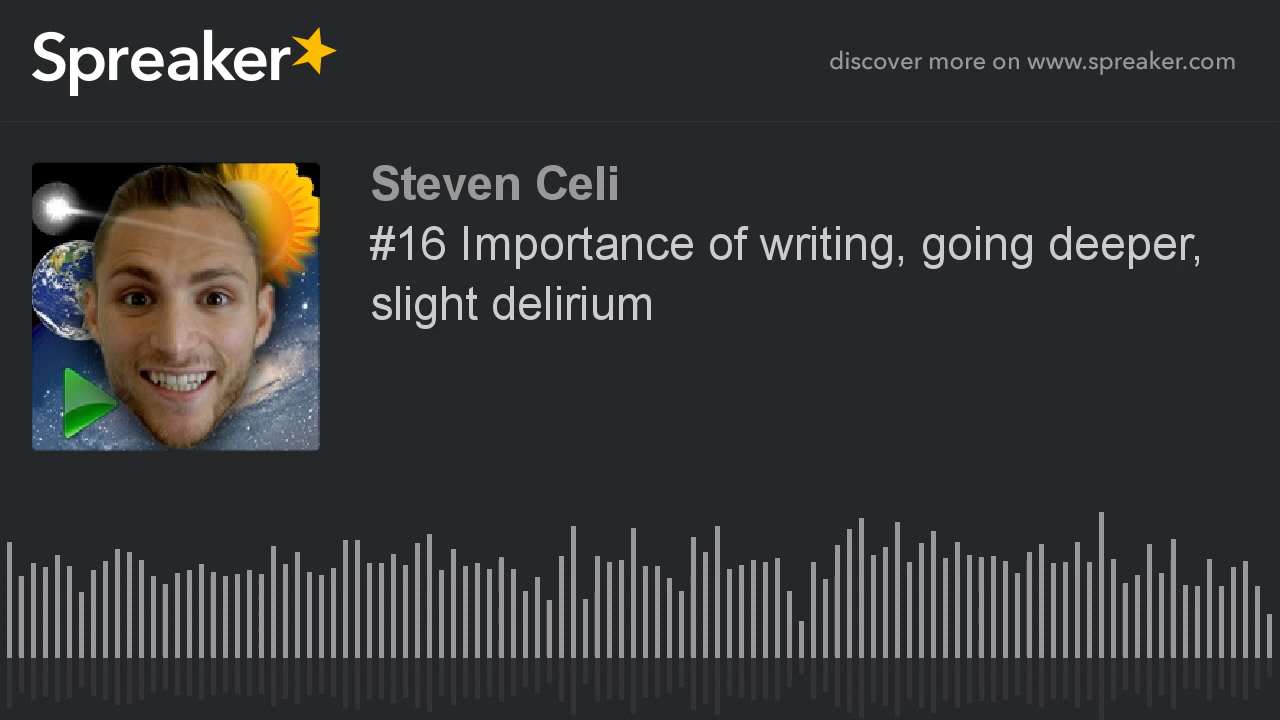 Spreaker
discover more on www.spreaker.com
Steven Celi
#16 Importance of writing, going deeper,
slight delirium